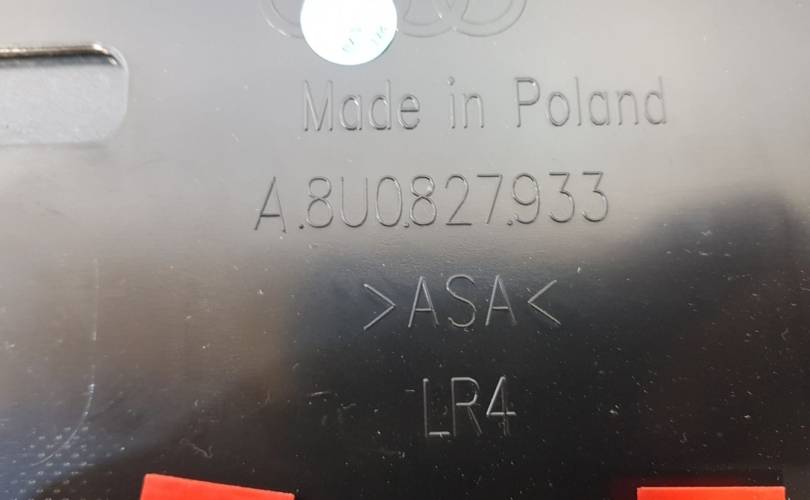 Made in Poland
A.8U0.827.933
>ASA<
LR4